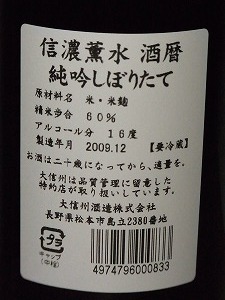 信濃薫水 酒暦
純吟しぼりたて
原材料名 米・米麹
精米歩合 60%
アルコール分 16度
製造年月 2009.12 【要冷蔵】
お酒は二十歳になってから、適量を。
大信州は品質管理に留意した
特約店が取り扱いしています。
大信州酒造株式会社
長野県松本市島立2380番地
プラ
キャップ
(中栓)
4974796000833